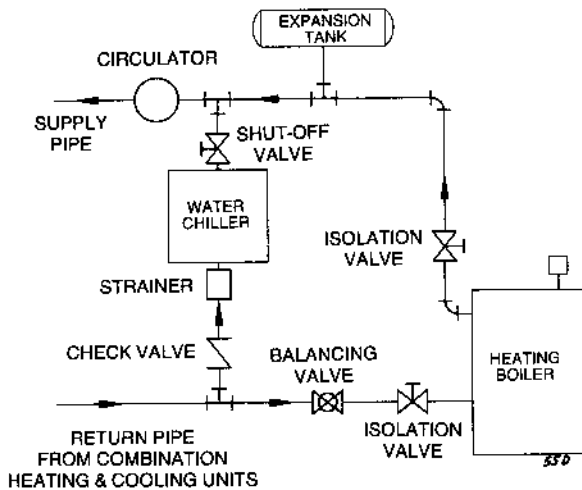 EXPANSION
TANK
CIRCULATOR
SUPPLY
PIPE
SHUT-OFF
VALVE
WATER
CHILLER
ISOLATION
VALVE
STRAINER
CHECK VALVE
BALANCING
VALVE
HEATING
BOILER
ISOLATION
VALVE
RETURN PIPE
FROM COMBINATION
HEATING & COOLING UNITS
550